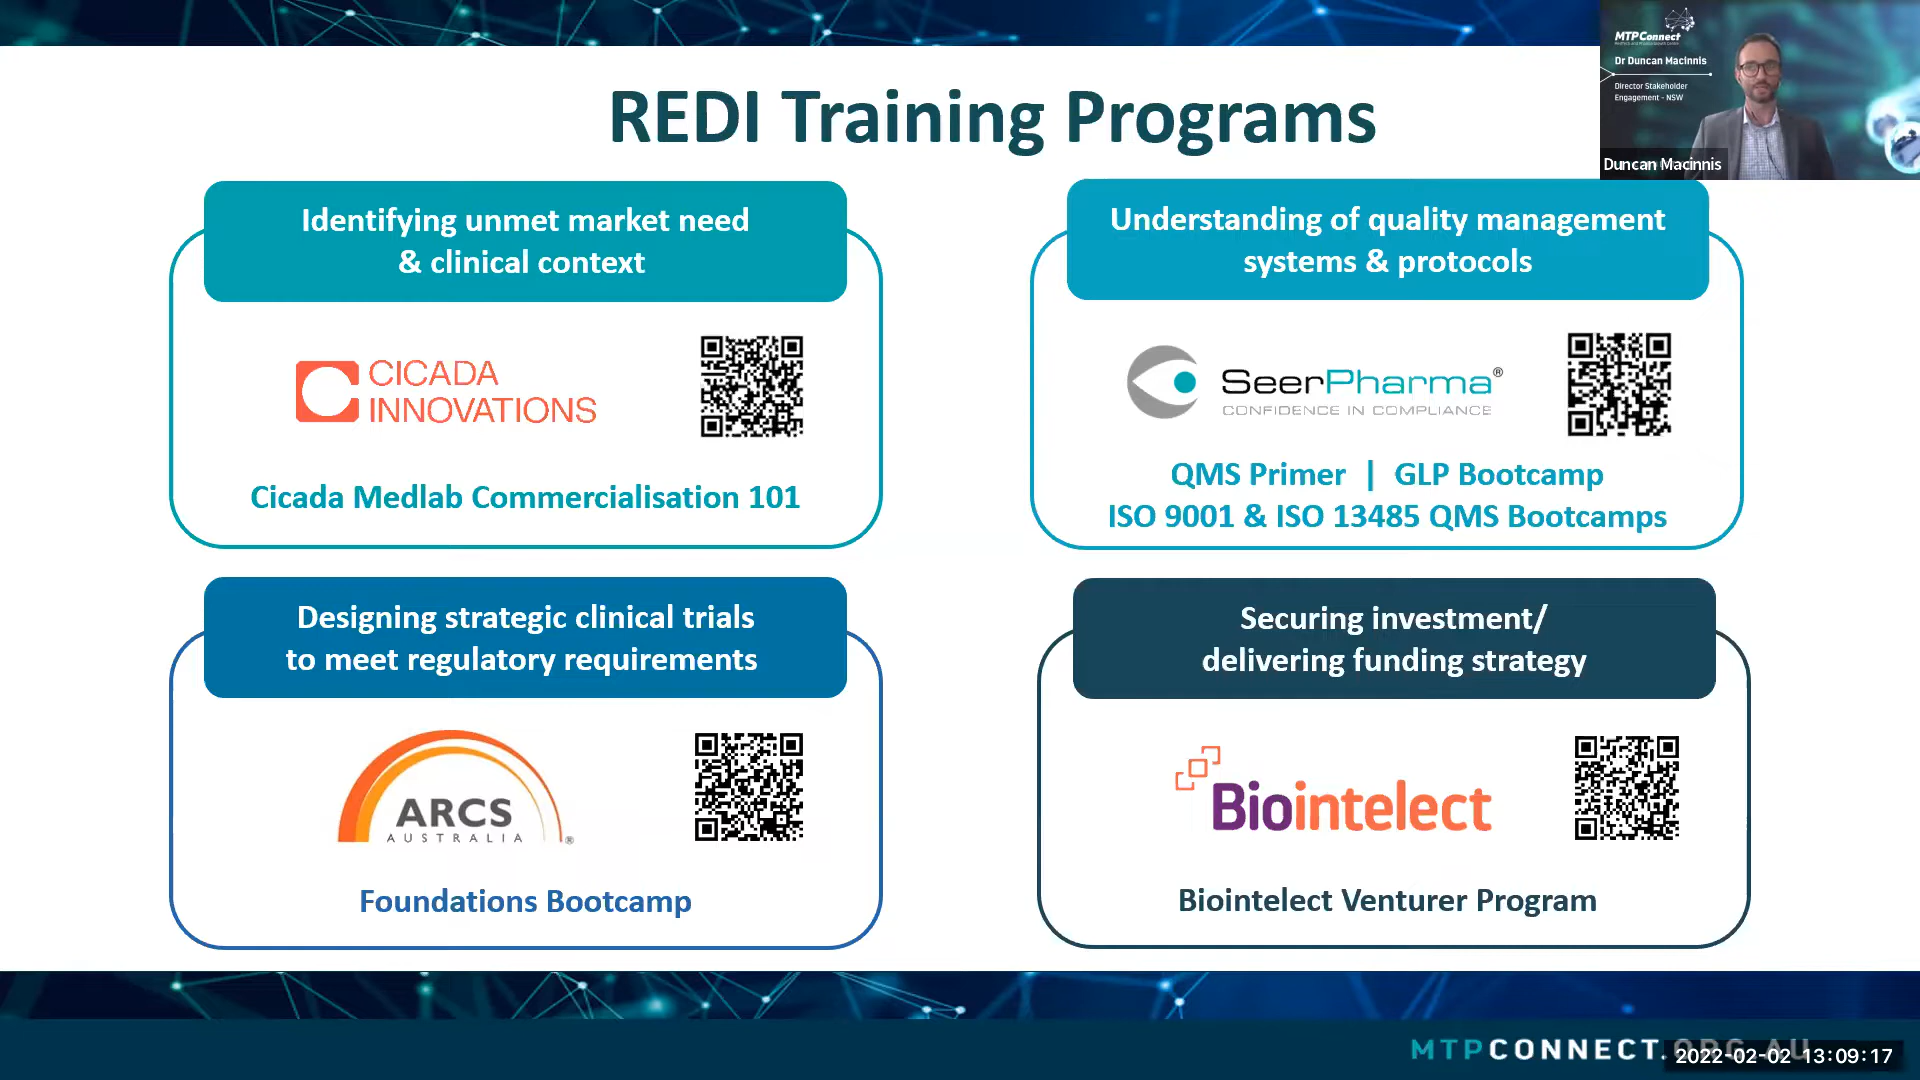 REDI Training Programs
MTPConnect
Dr Duncan Macinnis
Director Stakeholder
Engagement - NSW
Duncan Macinnis
Identifying unmet market need
& clinical context
CICADA
INNOVATIONS
Cicada Medlab Commercialisation 101
Understanding of quality management
systems & protocols
SeerPharma®
CONFIDENCE IN COMPLIANCE
QMS Primer | GLP Bootcamp
ISO 9001 & ISO 13485 QMS Bootcamps
Designing strategic clinical trials
to meet regulatory requirements
ARCS
AUSTRALIA ®
Foundations Bootcamp
Securing investment/
delivering funding strategy
Biointelect
Biointelect Venturer Program
MTPCONNECT.ORG.AU
2022-02-02 13:09:17